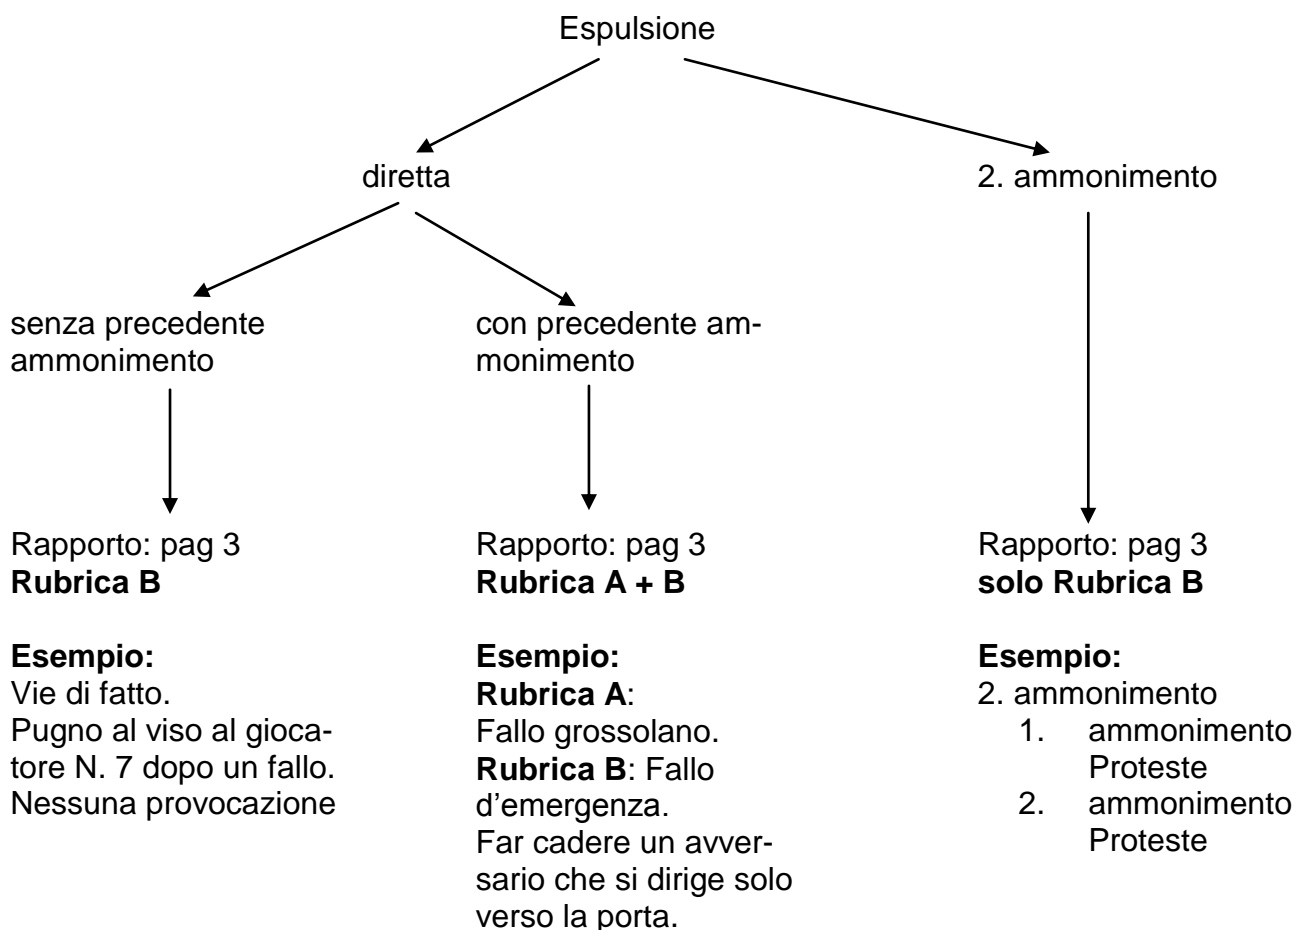 Espulsione
diretta
2. ammonimento
senza precedente
ammonimento
con precedente am-
monimento
Rapporto: pag 3
Rubrica B
Esempio:
Vie di fatto.
Pugno al viso al gioca-
tore N. 7 dopo un fallo.
Nessuna provocazione
Rapporto: pag 3
Rubrica A + B
Esempio:
Rubrica A:
Fallo grossolano.
Rubrica B: Fallo
d’emergenza.
Far cadere un avver-
sario che si dirige solo
verso la porta.
Rapporto: pag 3
solo Rubrica B
Esempio:
2. ammonimento
1. ammonimento
Proteste
2. ammonimento
Proteste